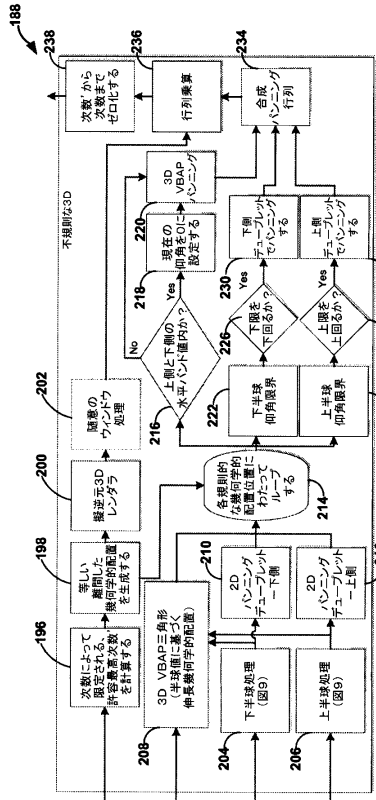 188
不規則な3D
196
次数によって
限定される、
許容最高次数
を計算する
198
等しい
離間した
幾何学的配置
を生成する
200
擬逆元3D
レンダラ
202
随意の
ウィンドウ
処理
238
次数'から
次数まで
ゼロ化する
236
行列乗算
234
合成
パンニング
行列
208
3D VBAP三角形
(半球値に基づく
伸長幾何学的配置)
204
下半球処理
(図9)
206
上半球処理
(図9)
210
2D
パンニング
デュープレット
ー下側
2D
パンニング
デュープレット
ー上側
214
各規則的
な幾何学的
配置位置に
わたって
ループ
する
216
上側と下側の
水平バンド値内か?
No
Yes
218
現在の
仰角を0に
設定する
220
3D
VBAP
パンニング
222
下半球
仰角限界
226
下限を
下回るか?
Yes
230
下側
デュープレット
でパンニング
する
上半球
仰角限界
上限を
上回るか?
Yes
上側
デュープレット
でパンニング
する